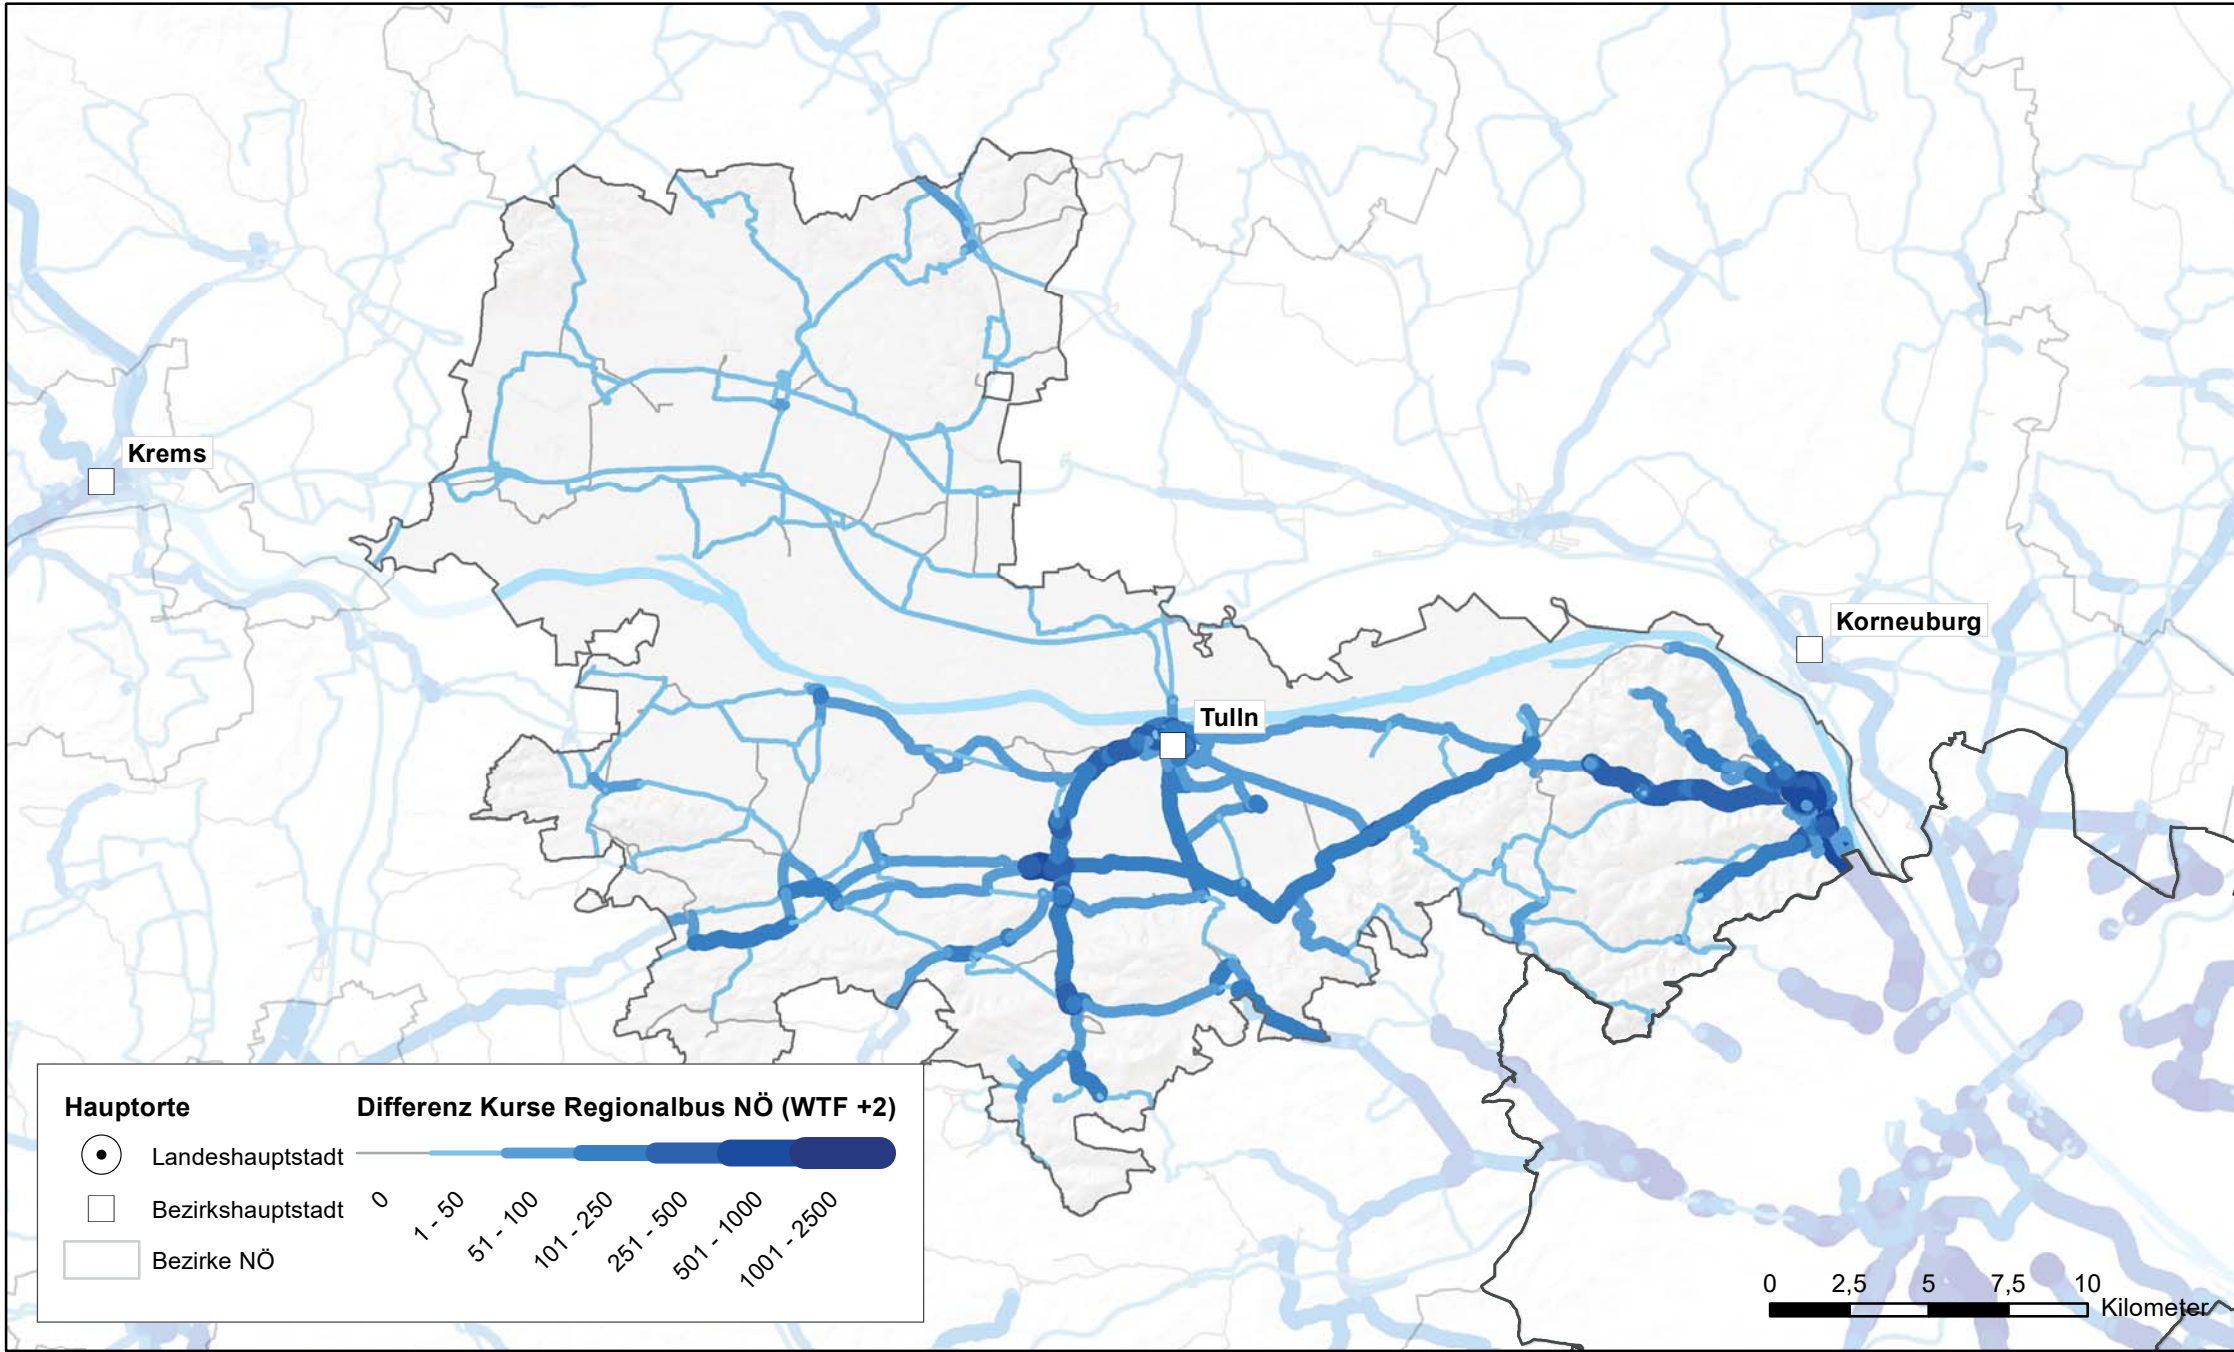 Krems
Korneuburg
Tulln
Hauptorte
Landeshauptstadt
Bezirkshauptstadt
Bezirke NÖ
Differenz Kurse Regionalbus NÖ (WTF +2)
0
1 - 50
51 - 100
101 - 250
251 - 500
501 - 1000
1001 - 2500
0 2,5 5 7,5 10
Kilometer